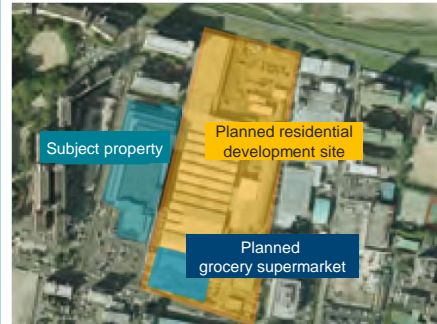 Subject property
Planned residential
development site
Planned
grocery supermarket